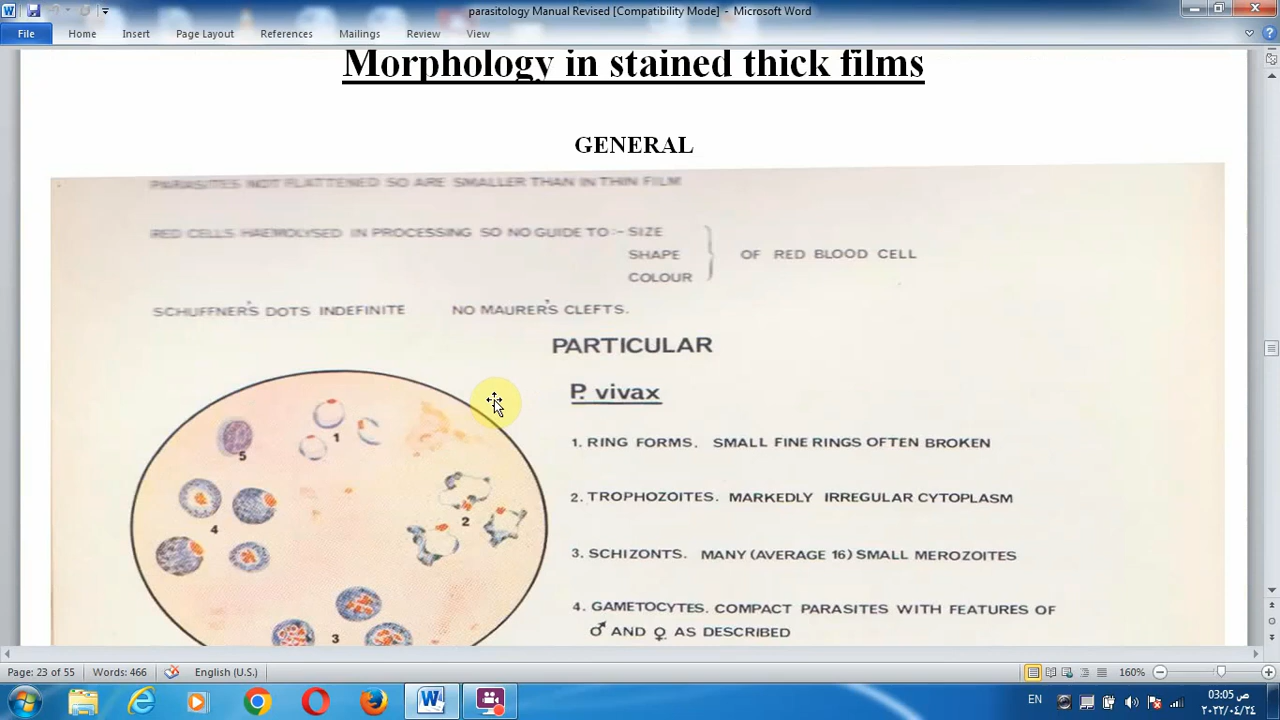 parasitology Manual Revised [Compatibility Mode] - Microsoft Word
File Home Insert Page Layout References Mailings Review View
Morphology in stained thick films
GENERAL
PARASITES NOT FLATTENED SO ARE SMALLER THAN IN THIN FILM
RED CELLS HAEMOLYSED IN PROCESSING SO NO GUIDE TO:- SIZE
SHAPE OF RED BLOOD CELL
COLOUR
SCHUFFNER'S DOTS INDEFINITE NO MAURER'S CLEFTS.
PARTICULAR
P. vivax
1. RING FORMS. SMALL FINE RINGS OFTEN BROKEN
2. TROPHOZOITES. MARKEDLY IRREGULAR CYTOPLASM
3. SCHIZONTS. MANY (AVERAGE 16) SMALL MEROZOITES
4. GAMETOCYTES. COMPACT PARASITES WITH FEATURES OF
♂ AND ♀ AS DESCRIBED
1
5
2
4
3
Page: 23 of 55 Words: 466 English (U.S.) 160%
EN
03:05 ص
٢٠٢٢/٠٤/٢٤